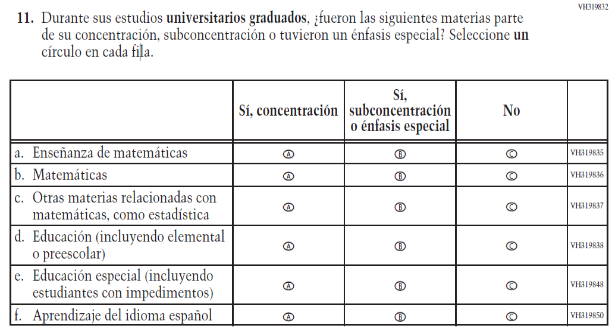 VH319832
11. Durante sus estudios universitarios graduados, ¿fueron las siguientes materias parte
de su concentración, subconcentración o tuvieron un énfasis especial? Seleccione un
círculo en cada fila.
Sí, concentración
Sí,
subconcentración
o énfasis especial
No
a. Enseñanza de matemáticas A B C VH319835
b. Matemáticas A B C VH319836
c. Otras materias relacionadas con
matemáticas, como estadística A B C VH319837
d. Educación (incluyendo elemental
o preescolar) A B C VH319838
e. Educación especial (incluyendo
estudiantes con impedimentos) A B C VH319848
f. Aprendizaje del idioma español A B C VH319850